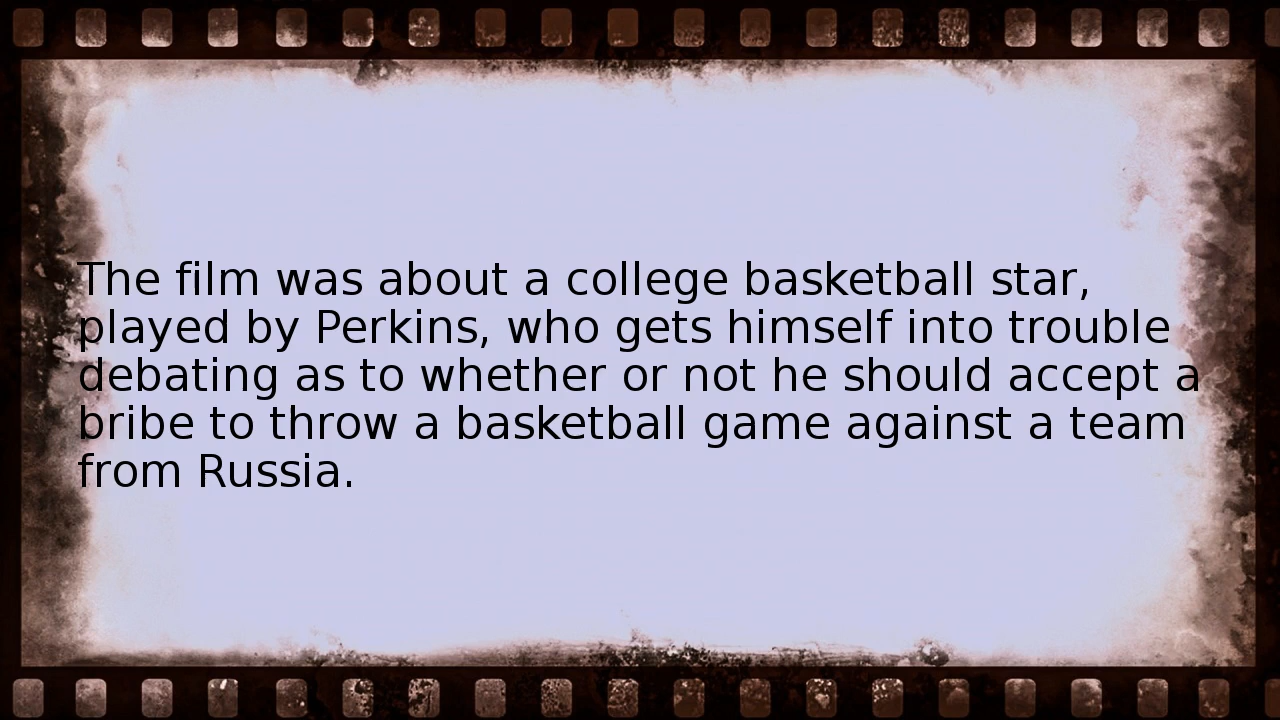 The film was about a college basketball star,
played by Perkins, who gets himself into trouble
debating as to whether or not he should accept a
bribe to throw a basketball game against a team
from Russia.